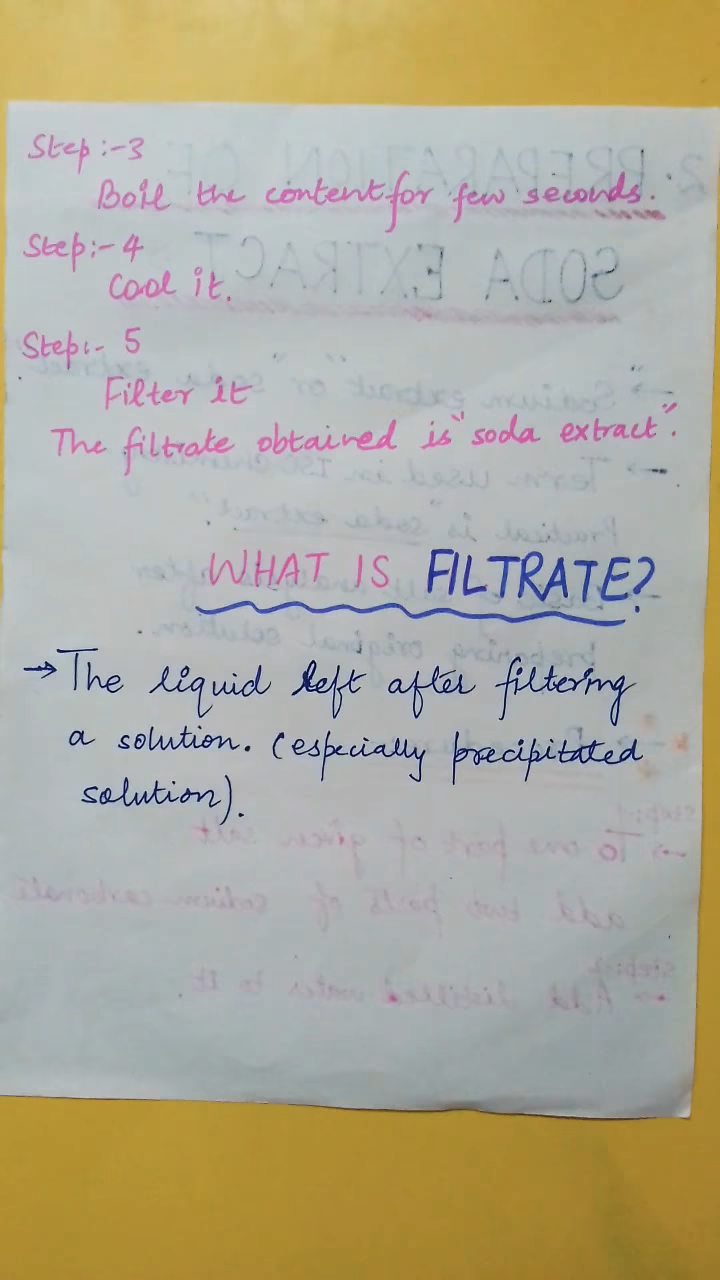 Step:-3
Boil the content for few seconds.
Step:- 4
Cool it.
Step:- 5
Filter it
The filtrate obtained is "soda extract".
WHAT IS FILTRATE?
→ The liquid left after filtering
a solution. (especially precipitated
solution).